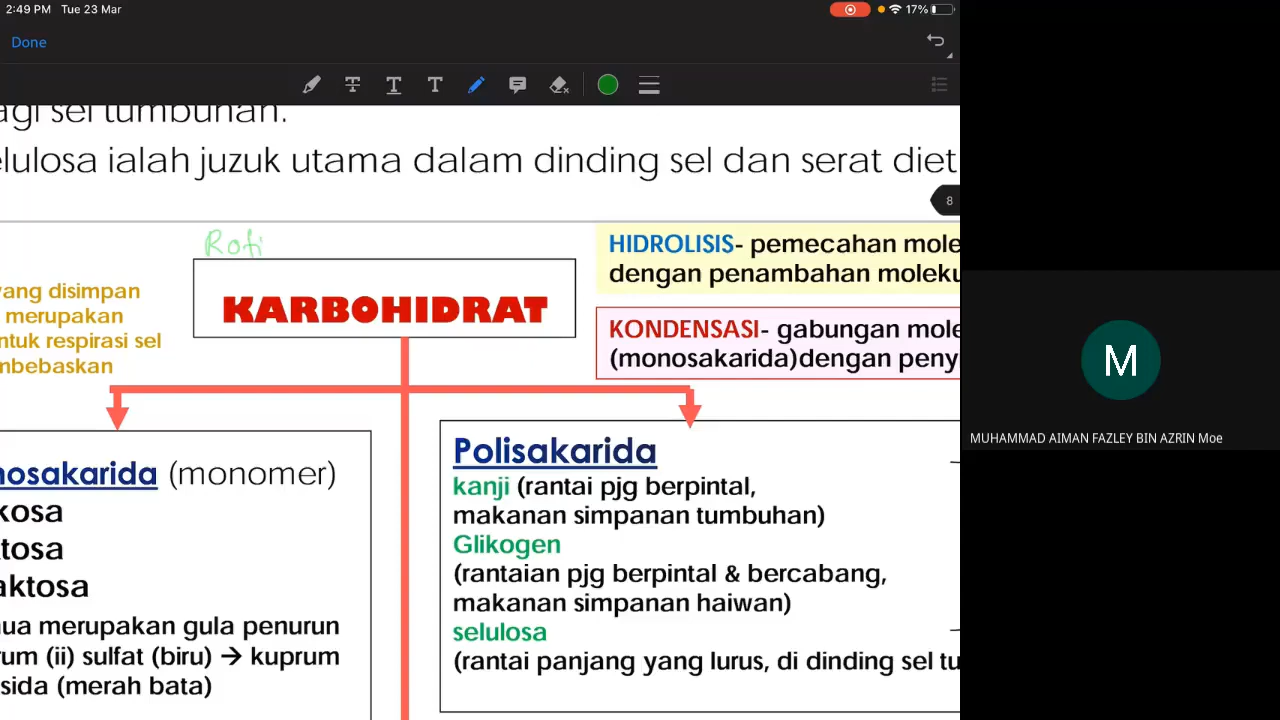 2:49 PM Tue 23 Mar
17%
Done
agi sel tumbuhan.
elulosa ialah juzuk utama dalam dinding sel dan serat diet
8
Roti
KARBOHIDRAT
HIDROLISIS- pemecahan mole
dengan penambahan moleku
KONDENSASI- gabungan mole
(monosakarida)dengan peny
yang disimpan
merupakan
ntuk respirasi sel
mbebaskan
nosakarida (monomer)
kosa
tosa
aktosa
ua merupakan gula penurun
rum (ii) sulfat (biru) → kuprum
sida (merah bata)
Polisakarida
kanji (rantai pjg berpintal,
makanan simpanan tumbuhan)
Glikogen
(rantaian pjg berpintal & bercabang,
makanan simpanan haiwan)
selulosa
(rantai panjang yang lurus, di dinding sel tu
M
MUHAMMAD AIMAN FAZLEY BIN AZRIN Moe